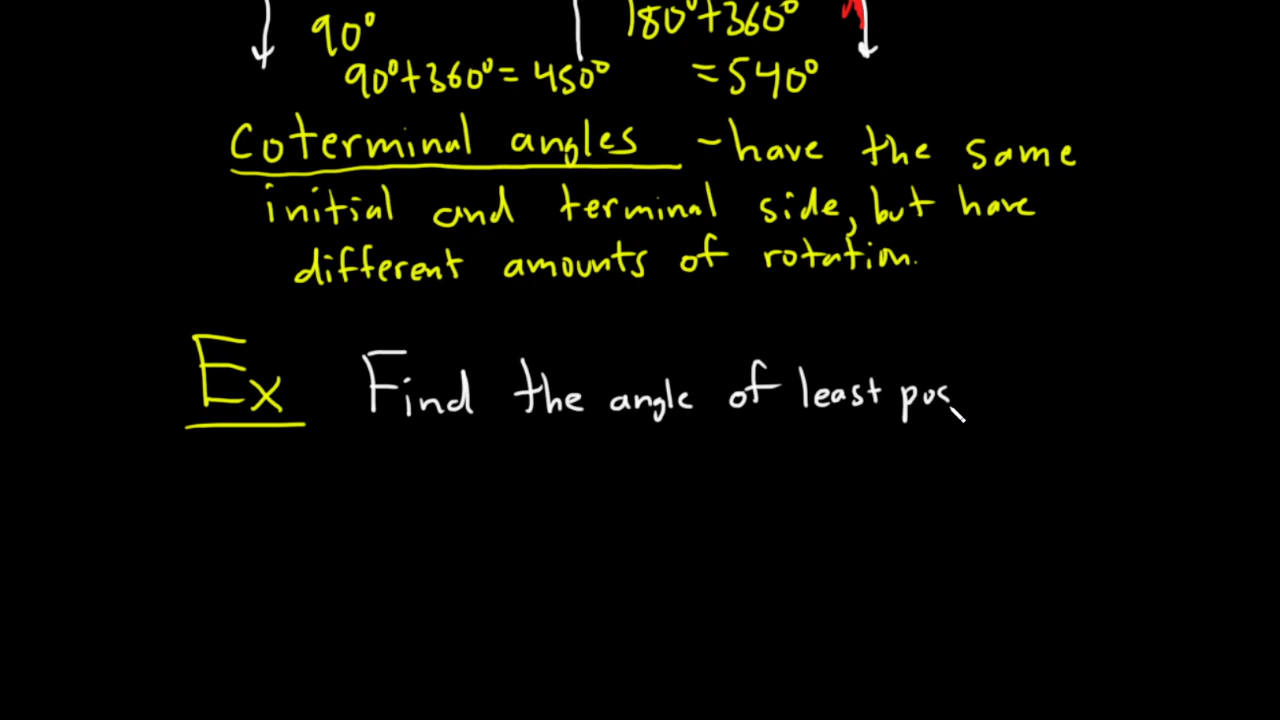 90° 180°+360°
90°+360°= 450° =540°
Coterminal angles - have the same
initial and terminal side, but have
different amounts of rotation.
Ex Find the angle of least pos